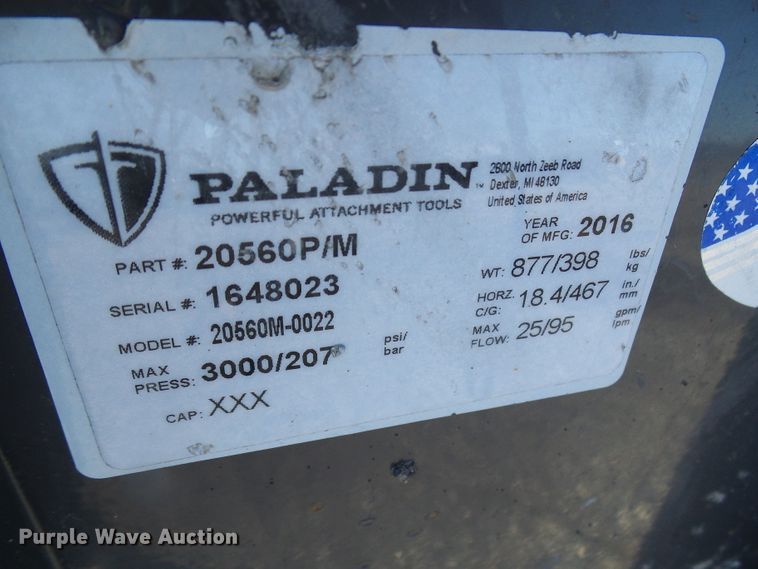 PALADIN™
POWERFUL ATTACHMENT TOOLS
2800 North Zeeb Road
Dexter, MI 48130
United States of America
PART #: 20560P/M
YEAR OF MFG: 2016
SERIAL #: 1648023
WT: 877/398 lbs/kg
MODEL #: 20560M-0022
HORZ. C/G: 18.4/467 in./mm
MAX PRESS: 3000/207 psi/bar
MAX FLOW: 25/95 gpm/lpm
CAP: XXX
Purple Wave Auction